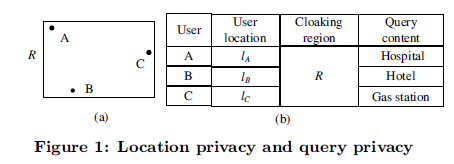 A
R
C
B
(a)
User User location Cloaking region Query content
A l_A R Hospital
B l_B Hotel
C l_C Gas station
(b)
Figure 1: Location privacy and query privacy